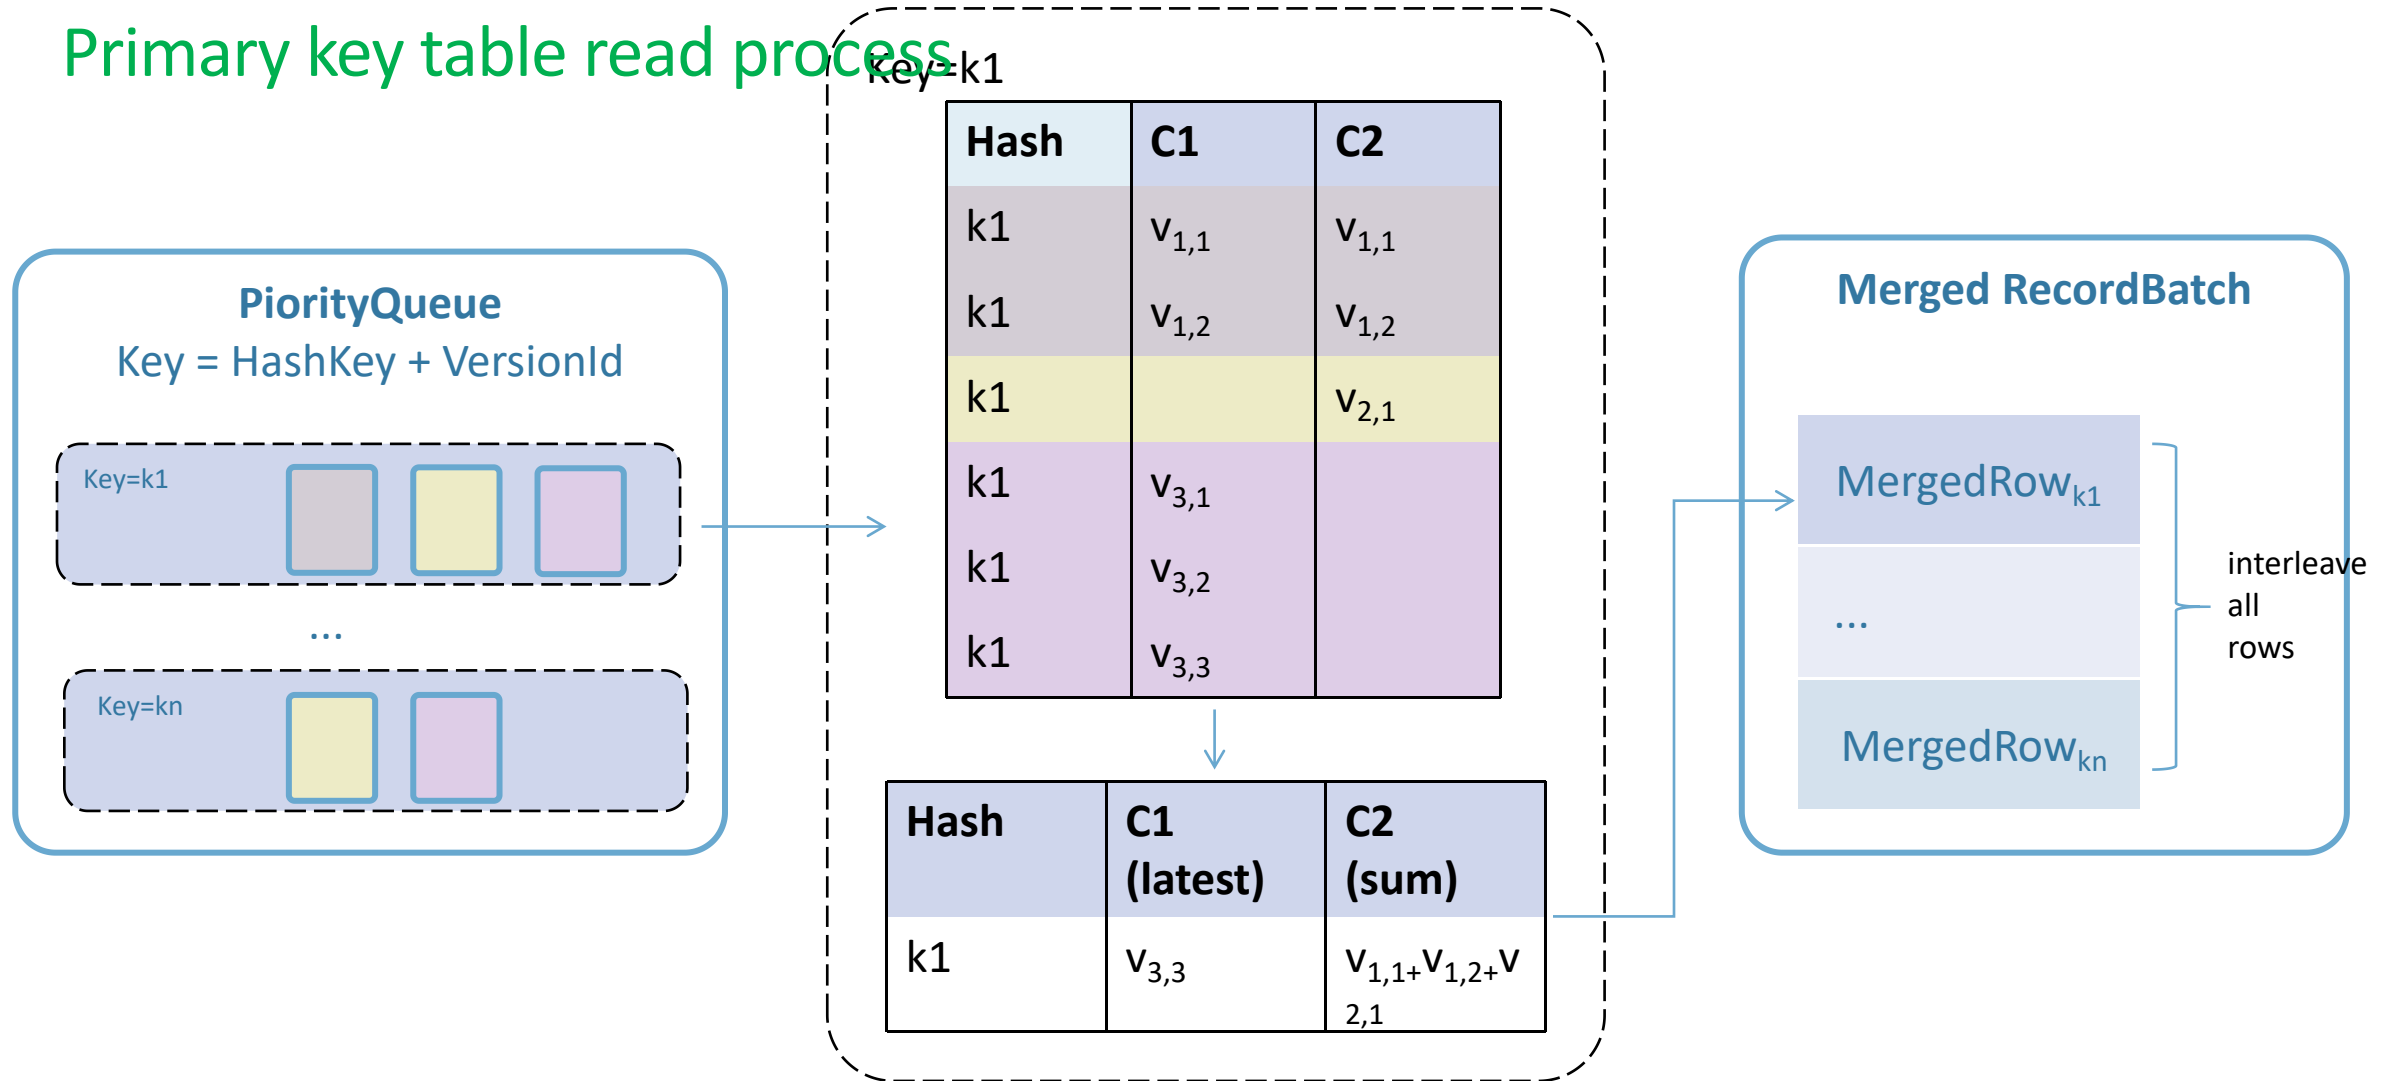 Primary key table read process
PiorityQueue
Key = HashKey + VersionId
Key=k1
...
Key=kn
Key=k1
Hash C1 C2
k1 v1,1 v1,1
k1 v1,2 v1,2
k1 v2,1
k1 v3,1
k1 v3,2
k1 v3,3
Hash C1 C2
(latest) (sum)
k1 v3,3 v1,1+v1,2+v
2,1
Merged RecordBatch
MergedRowk1
...
MergedRowkn
interleave
all
rows